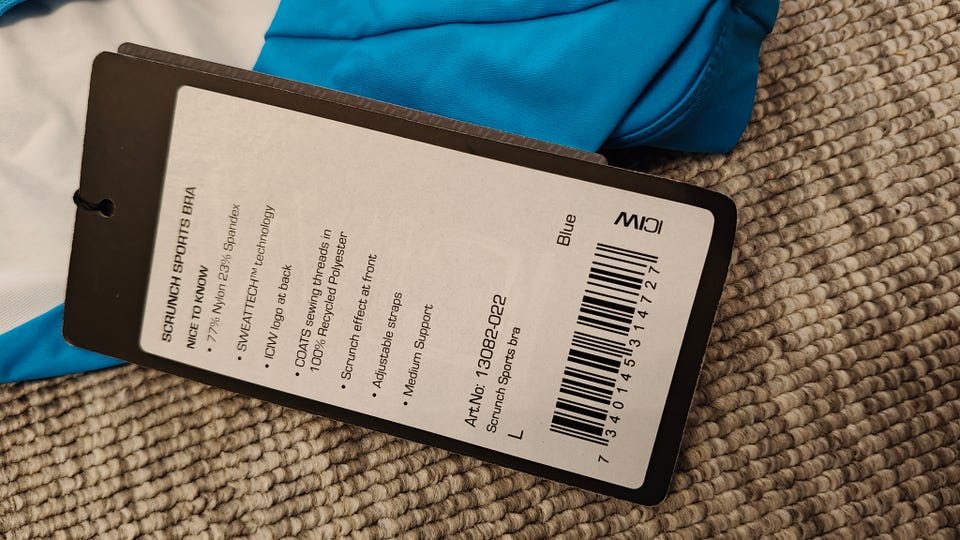 SCRUNCH SPORTS BRA
NICE TO KNOW
• 77% Nylon 23% Spandex
• SWEATTECH™ technology
• ICIW logo at back
• COATS sewing threads in
100% Recycled Polyester
• Scrunch effect at front
• Adjustable straps
• Medium Support
Art.No: 13082-022
Scrunch Sports bra
L
Blue
7 340145 314727
ICIW